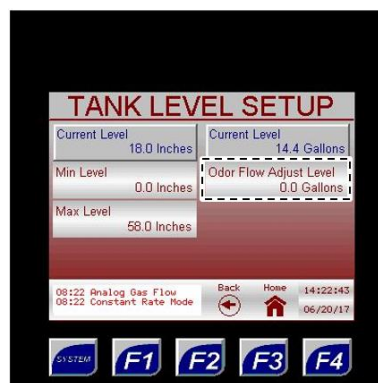 TANK LEVEL SETUP
Current Level
18.0 Inches
Current Level
14.4 Gallons
Min Level
0.0 Inches
Odor Flow Adjust Level
0.0 Gallons
Max Level
58.0 Inches
08:22 Analog Gas Flow
08:22 Constant Rate Mode
Back
Home
14:22:43
06/20/17
SYSTEM
F1
F2
F3
F4